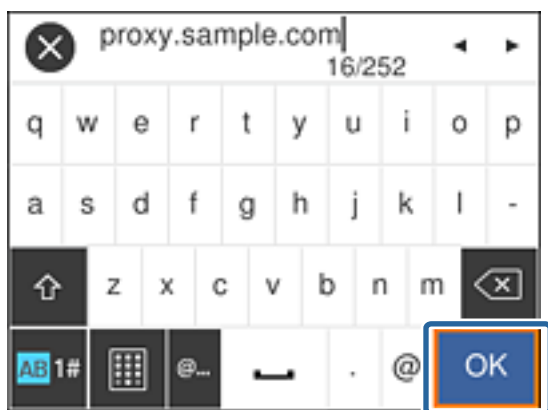 proxy.sample.com
16/252
q w e r t y u i o p
a s d f g h j k l -
z x c v b n m
AB 1# @... . @ OK